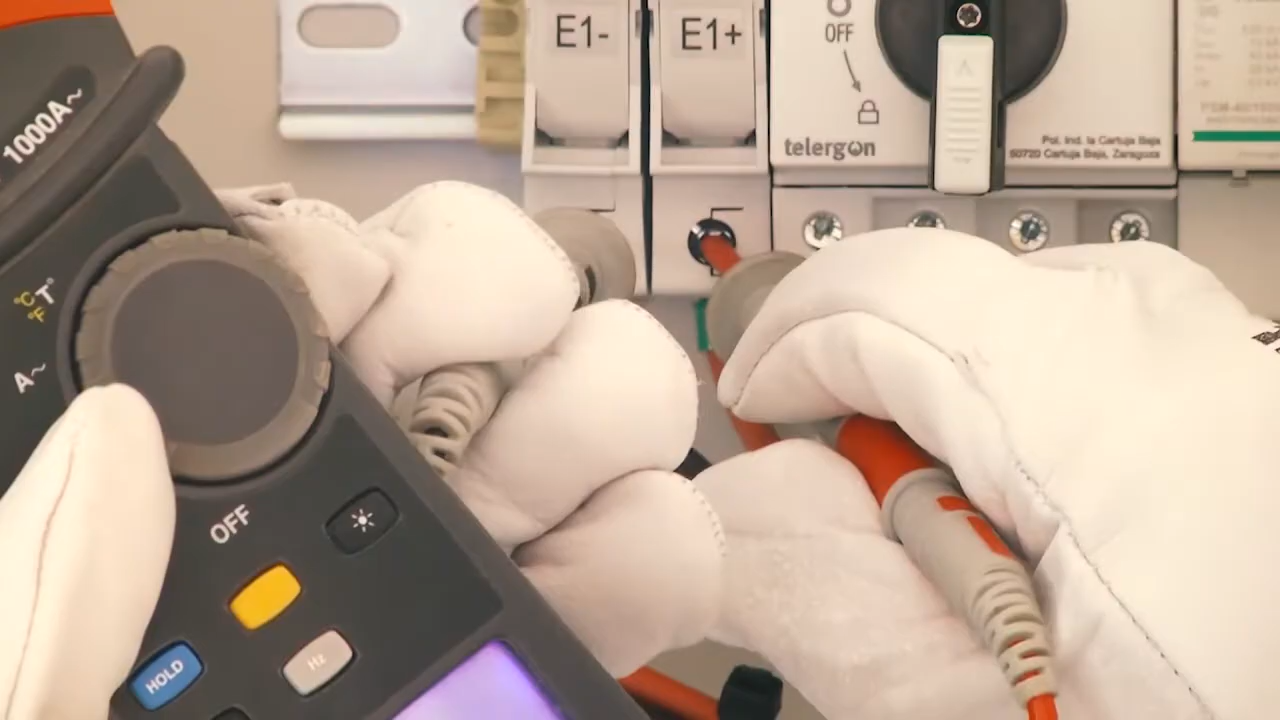 E1-
E1+
OFF
telergon
Pol. Ind. la Cartuja Baja
50720 Cartuja Baja, Zaragoza
1000A~
°C
°F
T°
A~
OFF
HOLD
Hz